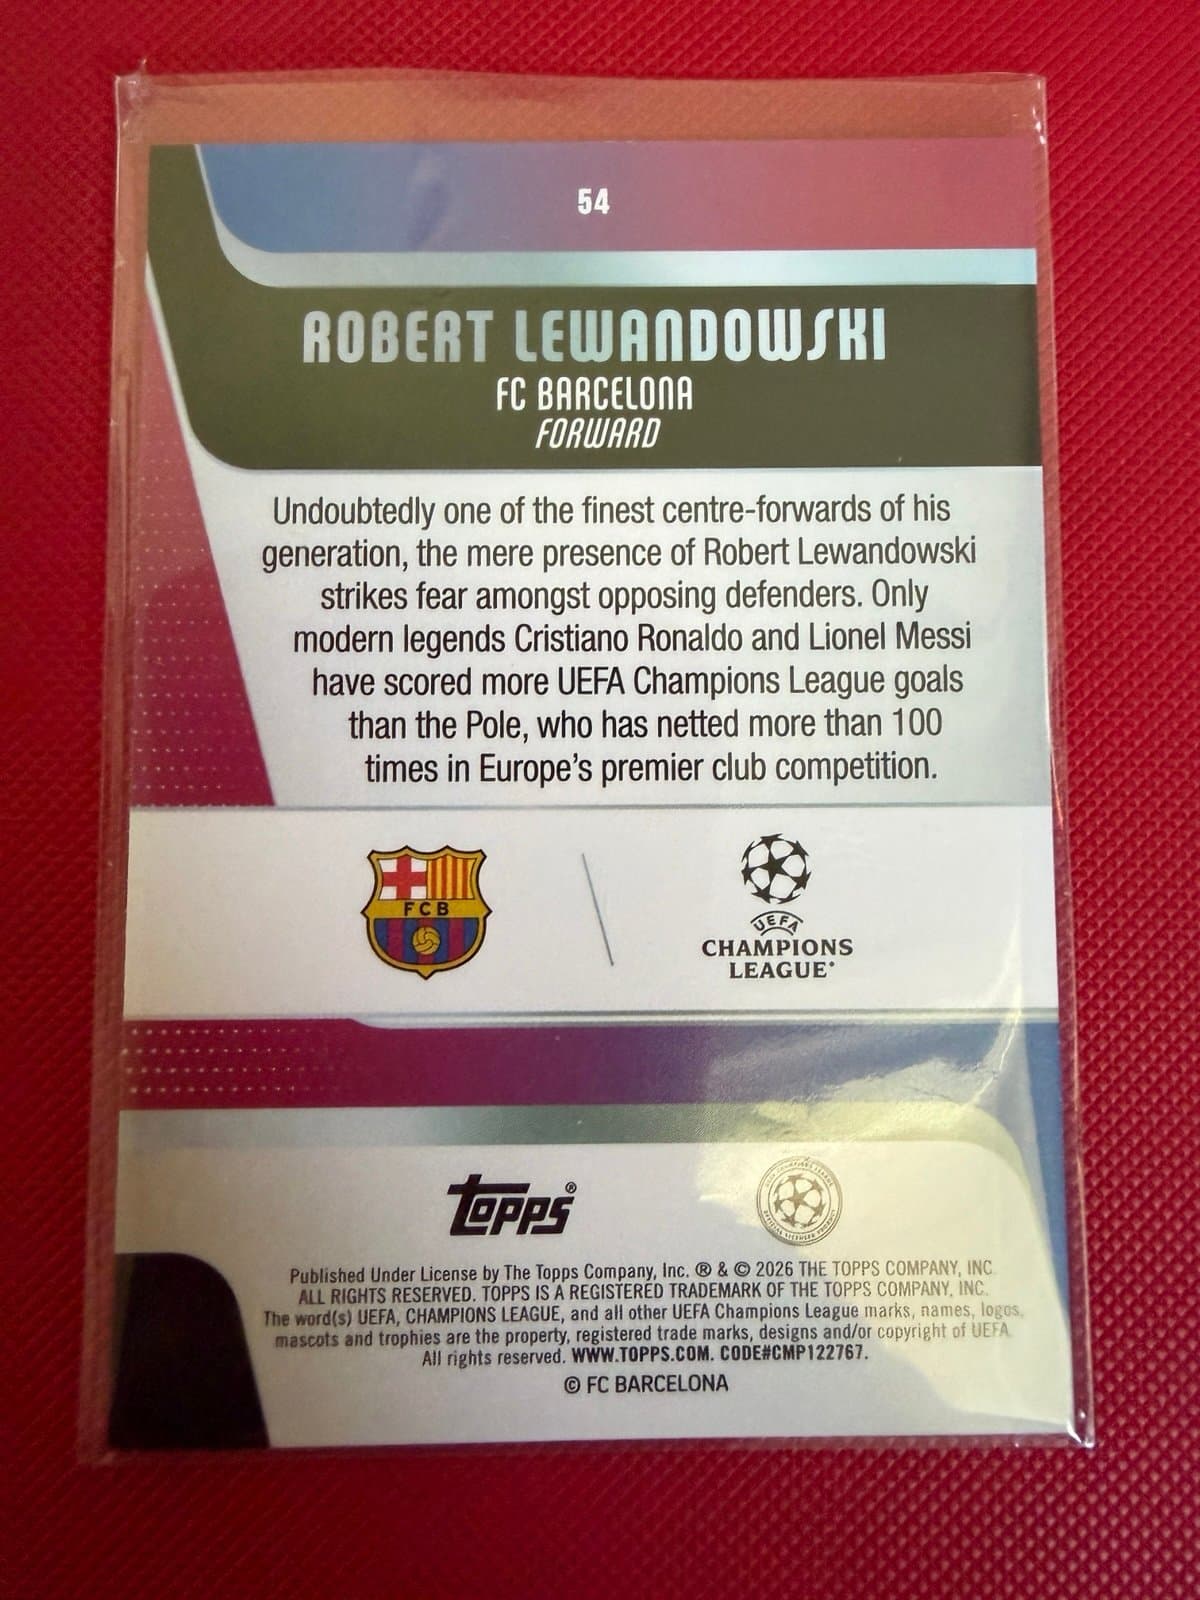 54
ROBERT LEWANDOWSKI
FC BARCELONA
FORWARD
Undoubtedly one of the finest centre-forwards of his
generation, the mere presence of Robert Lewandowski
strikes fear amongst opposing defenders. Only
modern legends Cristiano Ronaldo and Lionel Messi
have scored more UEFA Champions League goals
than the Pole, who has netted more than 100
times in Europe's premier club competition.
FCB
UEFA
CHAMPIONS
LEAGUE®
TOPPS®
Published Under License by The Topps Company, Inc. ® & © 2026 THE TOPPS COMPANY, INC.
ALL RIGHTS RESERVED. TOPPS IS A REGISTERED TRADEMARK OF THE TOPPS COMPANY, INC.
The word(s) UEFA, CHAMPIONS LEAGUE, and all other UEFA Champions League marks, names, logos,
mascots and trophies are the property, registered trade marks, designs and/or copyright of UEFA.
All rights reserved. WWW.TOPPS.COM. CODE#CMP122767.
© FC BARCELONA